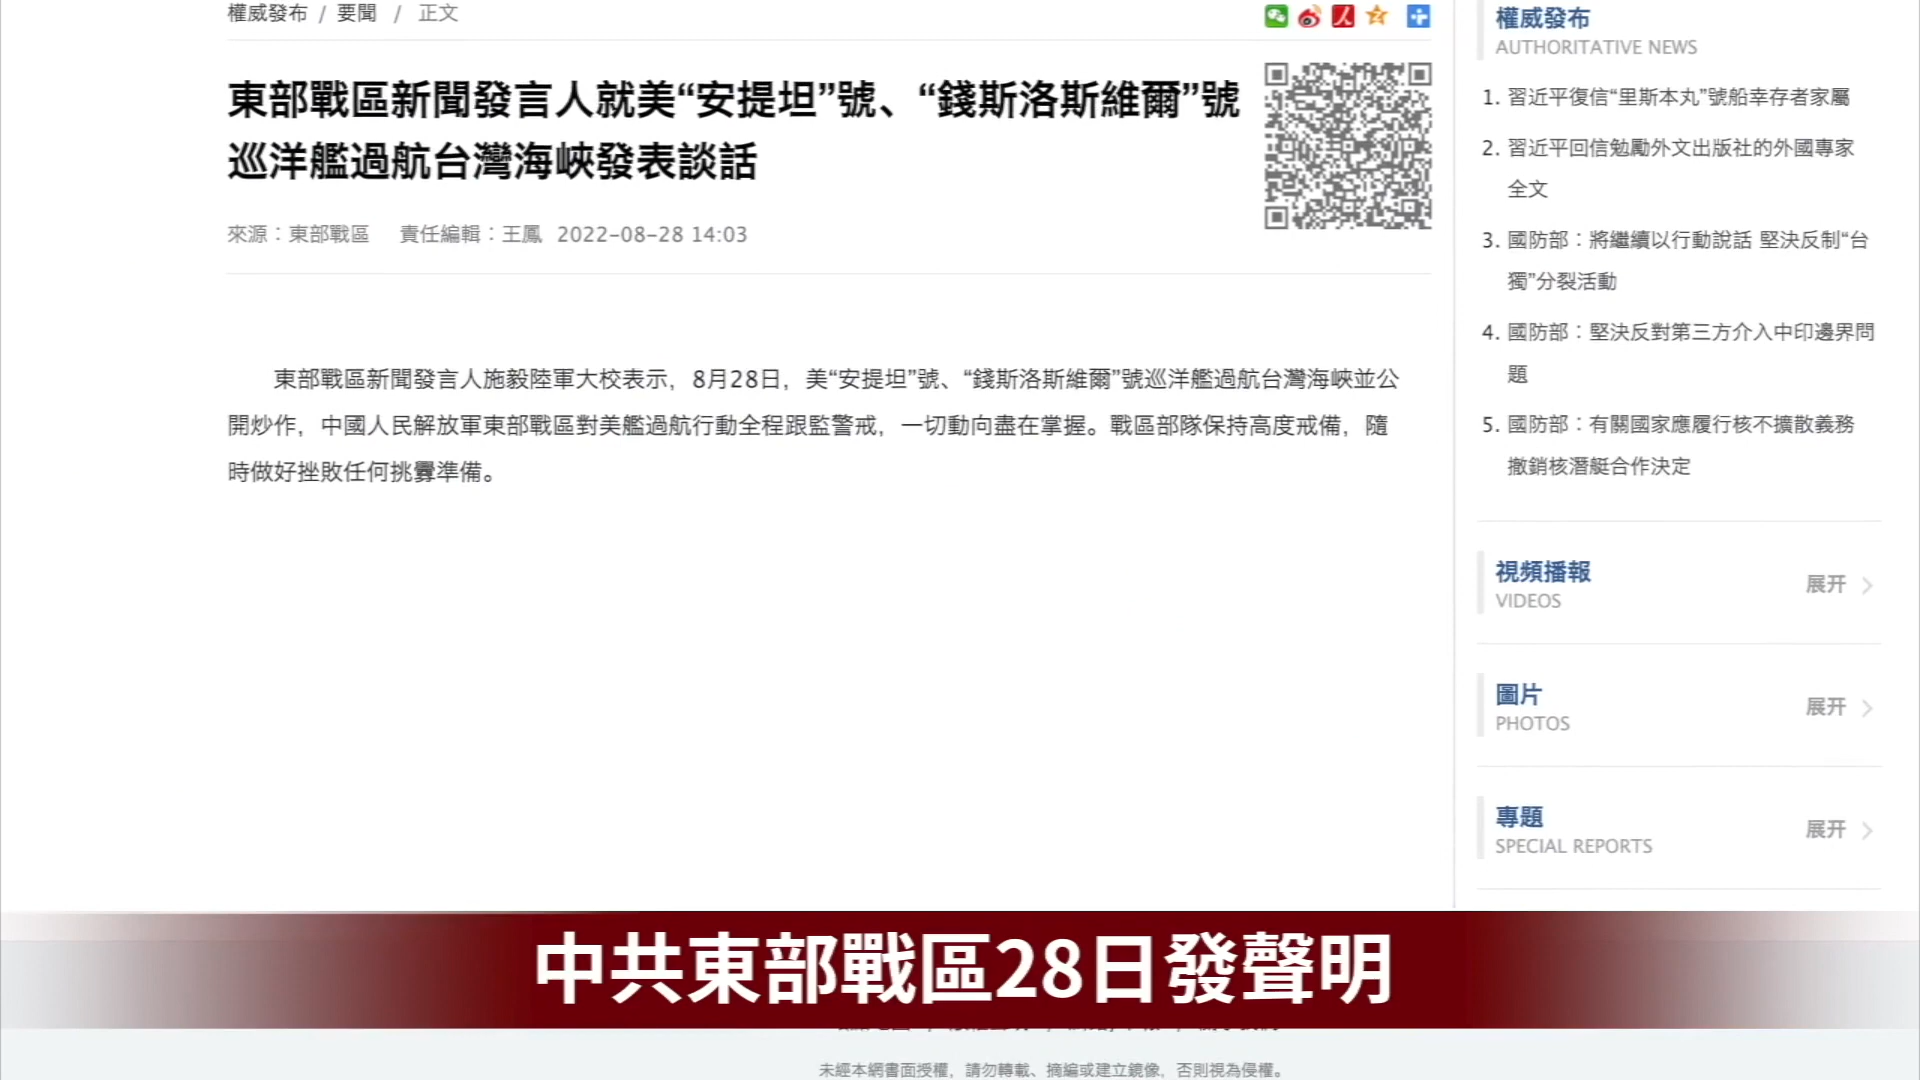 權威發布 / 要聞 / 正文
東部戰區新聞發言人就美“安提坦”號、“錢斯洛斯維爾”號
巡洋艦過航台灣海峽發表談話
來源：東部戰區 責任編輯：王鳳 2022-08-28 14:03
東部戰區新聞發言人施毅陸軍大校表示，8月28日，美“安提坦”號、“錢斯洛斯維爾”號巡洋艦過航台灣海峽並公
開炒作，中國人民解放軍東部戰區對美艦過航行動全程跟監警戒，一切動向盡在掌握。戰區部隊保持高度戒備，隨
時做好挫敗任何挑釁準備。
權威發布
AUTHORITATIVE NEWS
1. 習近平復信“里斯本丸”號船幸存者家屬
2. 習近平回信勉勵外文出版社的外國專家
全文
3. 國防部：將繼續以行動說話 堅決反制“台
獨”分裂活動
4. 國防部：堅決反對第三方介入中印邊界問
題
5. 國防部：有關國家應履行核不擴散義務
撤銷核潛艇合作決定
視頻播報
VIDEOS
展开
圖片
PHOTOS
展开
專題
SPECIAL REPORTS
展开
中共東部戰區28日發聲明
未經本網書面授權，請勿轉載、摘編或建立鏡像，否則視為侵權。